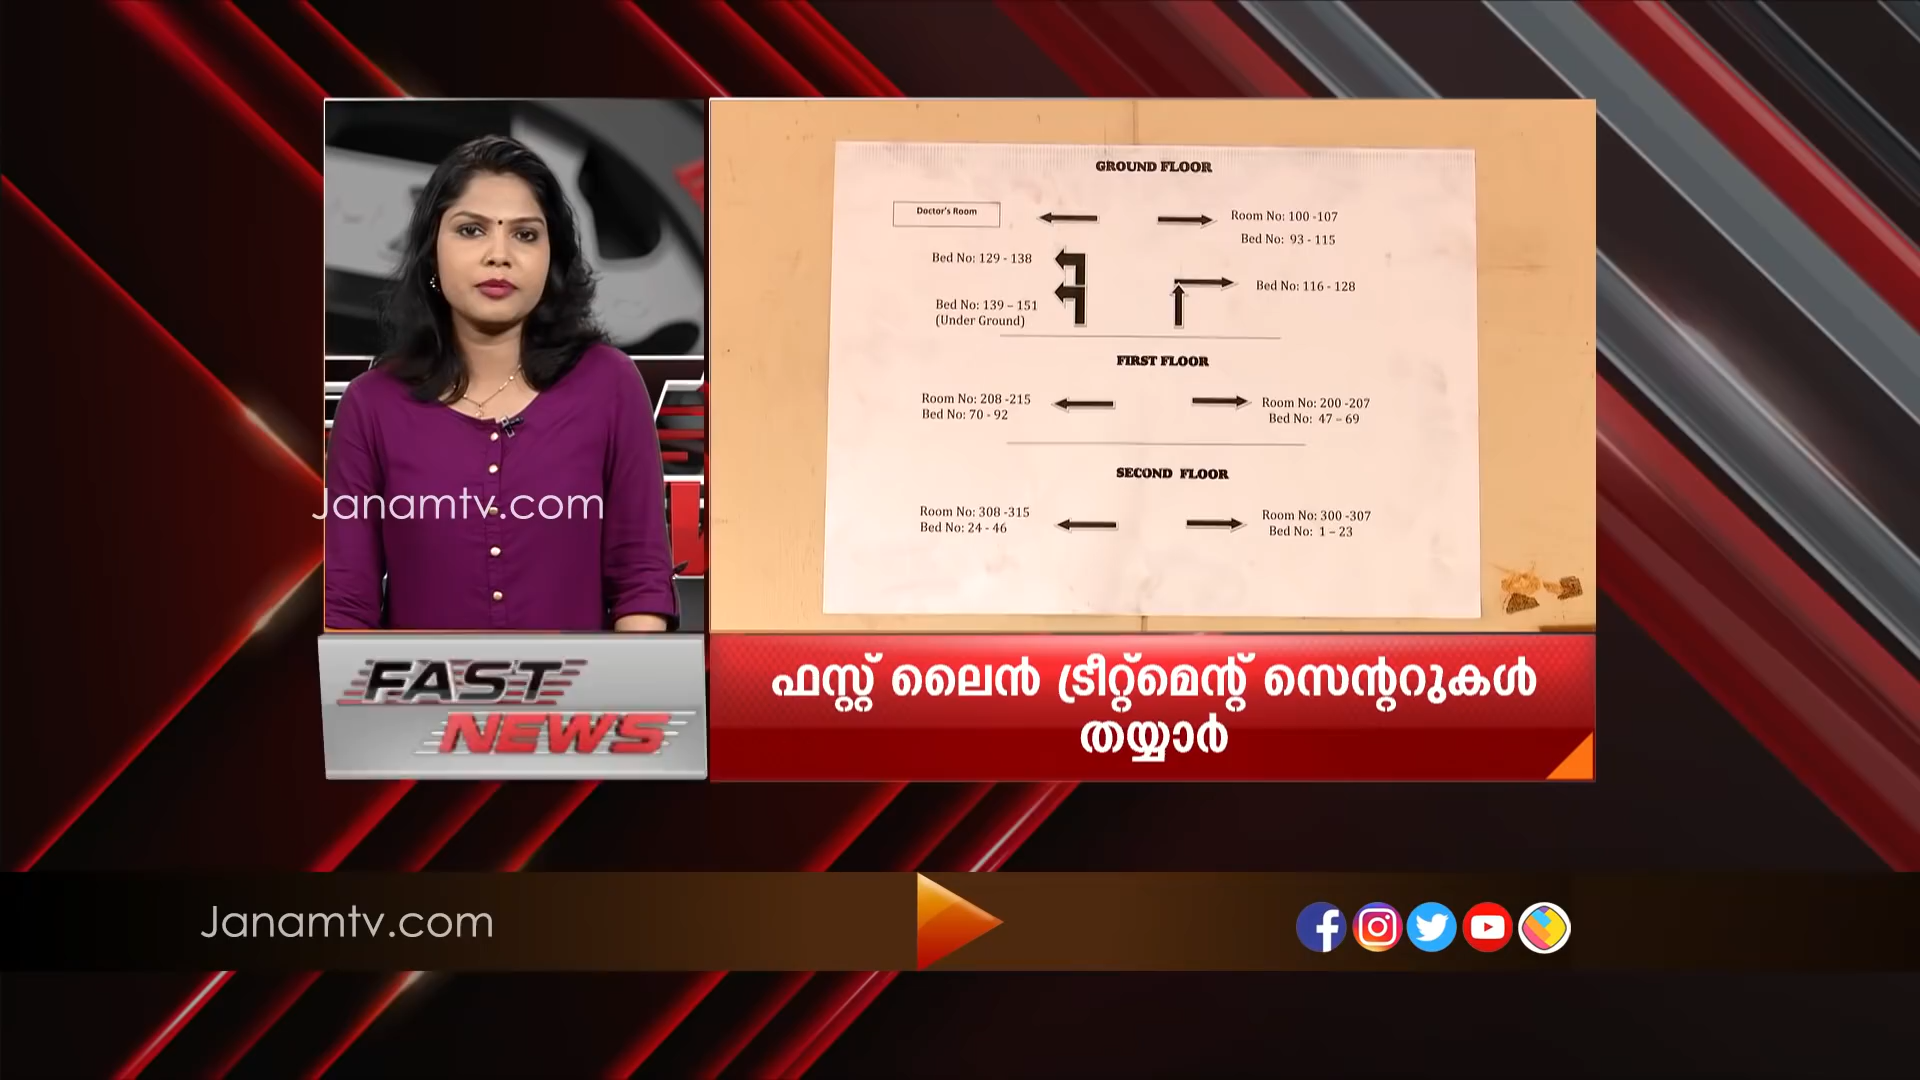 GROUND FLOOR
Doctor's Room
Room No: 100 -107
Bed No: 93 - 115
Bed No: 129 - 138
Bed No: 116 - 128
Bed No: 139 – 151
(Under Ground)
FIRST FLOOR
Room No: 208 -215
Bed No: 70 - 92
Room No: 200 -207
Bed No: 47 – 69
SECOND FLOOR
Room No: 308 -315
Bed No: 24 - 46
Room No: 300 -307
Bed No: 1 – 23
Janamtv.com
FAST
NEWS
ഫസ്റ്റ് ലൈൻ ട്രീറ്റ്മെന്റ് സെന്ററുകൾ
തയ്യാർ
Janamtv.com